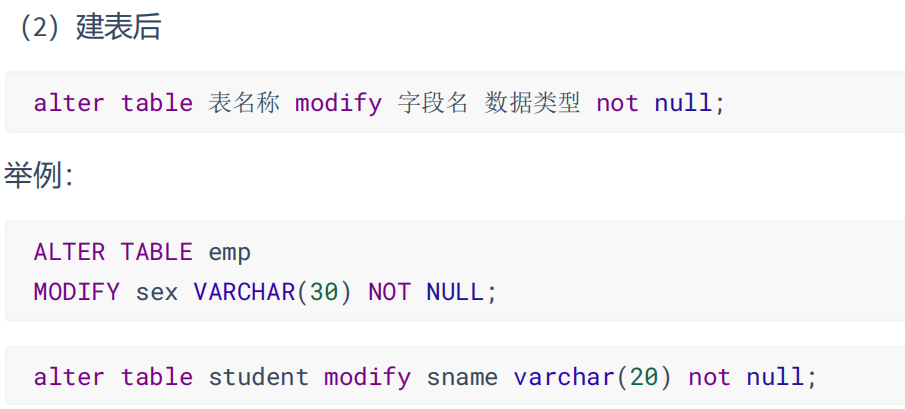 （2）建表后
alter table 表名称 modify 字段名 数据类型 not null;
举例：
ALTER TABLE emp
MODIFY sex VARCHAR(30) NOT NULL;
alter table student modify sname varchar(20) not null;